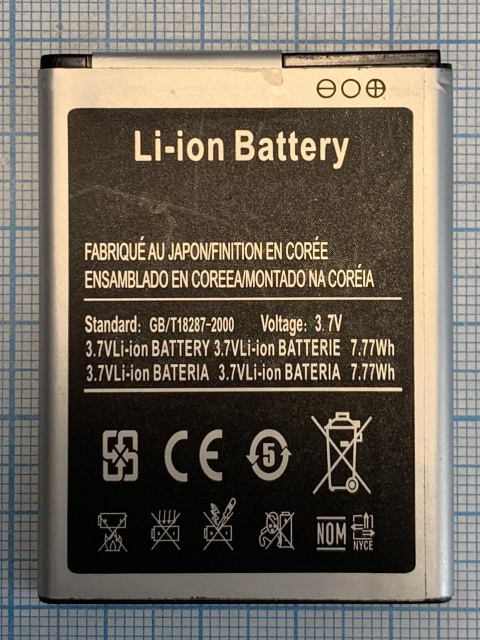 Li-ion Battery
FABRIQUÉ AU JAPON/FINITION EN CORÉE
ENSAMBLADO EN COREEA/MONTADO NA CORÉIA
Standard: GB/T18287-2000 Voltage: 3.7V
3.7VLi-ion BATTERY 3.7VLi-ion BATTERIE 7.77Wh
3.7VLi-ion BATERIA 3.7VLi-ion BATERIA 7.77Wh
CE 5
NOM NYCE